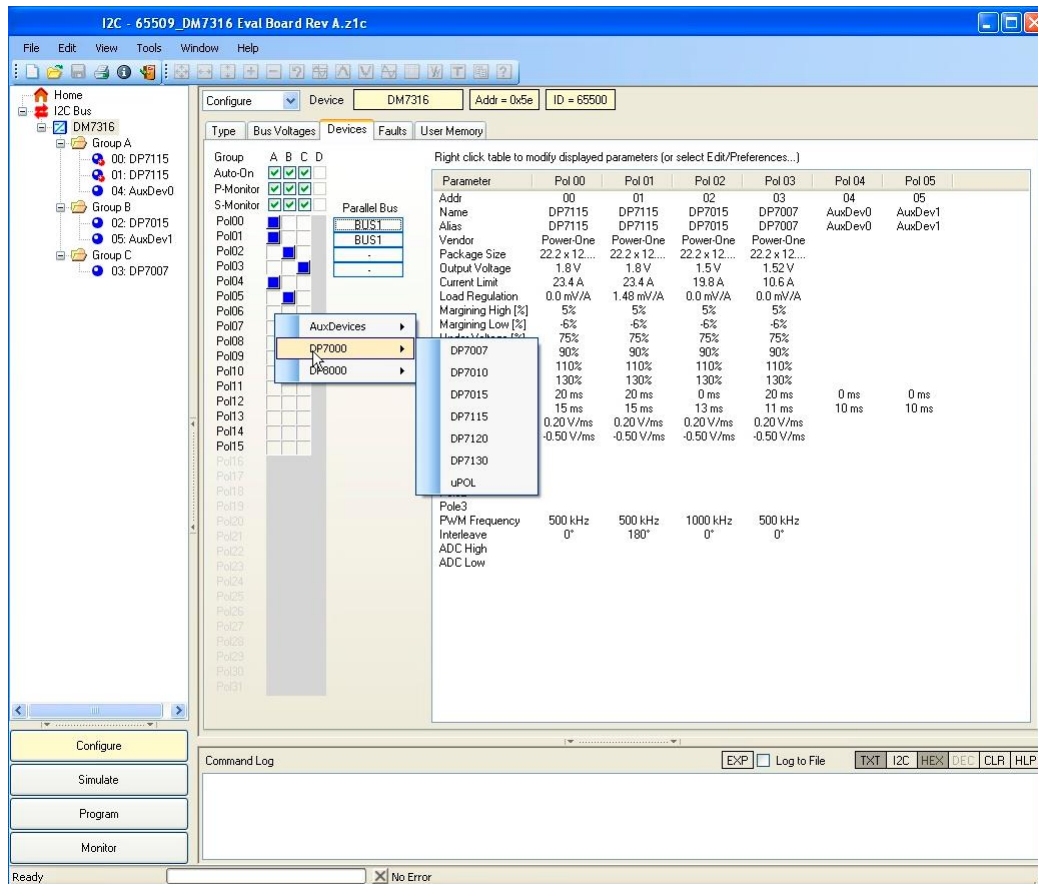 I2C - 65509_DM7316 Eval Board Rev A.z1c
File Edit View Tools Window Help
Home
I2C Bus
DM7316
Group A
00: DP7115
01: DP7115
04: AuxDev0
Group B
02: DP7015
05: AuxDev1
Group C
03: DP7007
Configure Device DM7316 Addr = 0x5e ID = 65500
Type Bus Voltages Devices Faults User Memory
Group A B C D
Auto-On
P-Monitor
S-Monitor
Parallel Bus
Pol00 BUS1
Pol01 BUS1
Pol02 -
Pol03 -
Pol04
Pol05
Pol06
Pol07
Pol08
Pol09
Pol10
Pol11
Pol12
Pol13
Pol14
Pol15
Pol16
Pol17
Pol18
Pol19
Pol20
Pol21
Pol22
Pol23
Pol24
Pol25
Pol26
Pol27
Pol28
Pol29
Pol30
Pol31
AuxDevices
DP7000
DP8000
DP7007
DP7010
DP7015
DP7115
DP7120
DP7130
uPOL
Right click table to modify displayed parameters (or select Edit/Preferences...)
Parameter Pol 00 Pol 01 Pol 02 Pol 03 Pol 04 Pol 05
Addr 00 01 02 03 04 05
Name DP7115 DP7115 DP7015 DP7007 AuxDev0 AuxDev1
Alias DP7115 DP7115 DP7015 DP7007 AuxDev0 AuxDev1
Vendor Power-One Power-One Power-One Power-One
Package Size 22.2 x 12.... 22.2 x 12.... 22.2 x 12.... 22.2 x 12....
Output Voltage 1.8 V 1.8 V 1.5 V 1.52 V
Current Limit 23.4 A 23.4 A 19.8 A 10.6 A
Load Regulation 0.0 mV/A 1.48 mV/A 0.0 mV/A 0.0 mV/A
Margining High [%] 5% 5% 5% 5%
Margining Low [%] -6% -6% -6% -6%
75% 75% 75% 75%
90% 90% 90% 90%
110% 110% 110% 110%
130% 130% 130% 130%
20 ms 20 ms 0 ms 20 ms 0 ms 0 ms
15 ms 15 ms 13 ms 11 ms 10 ms 10 ms
0.20 V/ms 0.20 V/ms 0.20 V/ms 0.20 V/ms
-0.50 V/ms -0.50 V/ms -0.50 V/ms -0.50 V/ms
Pole3
PWM Frequency 500 kHz 500 kHz 1000 kHz 500 kHz
Interleave 0° 180° 0° 0°
ADC High
ADC Low
Configure
Simulate
Program
Monitor
Command Log EXP Log to File TXT I2C HEX DEC CLR HLP
Ready No Error